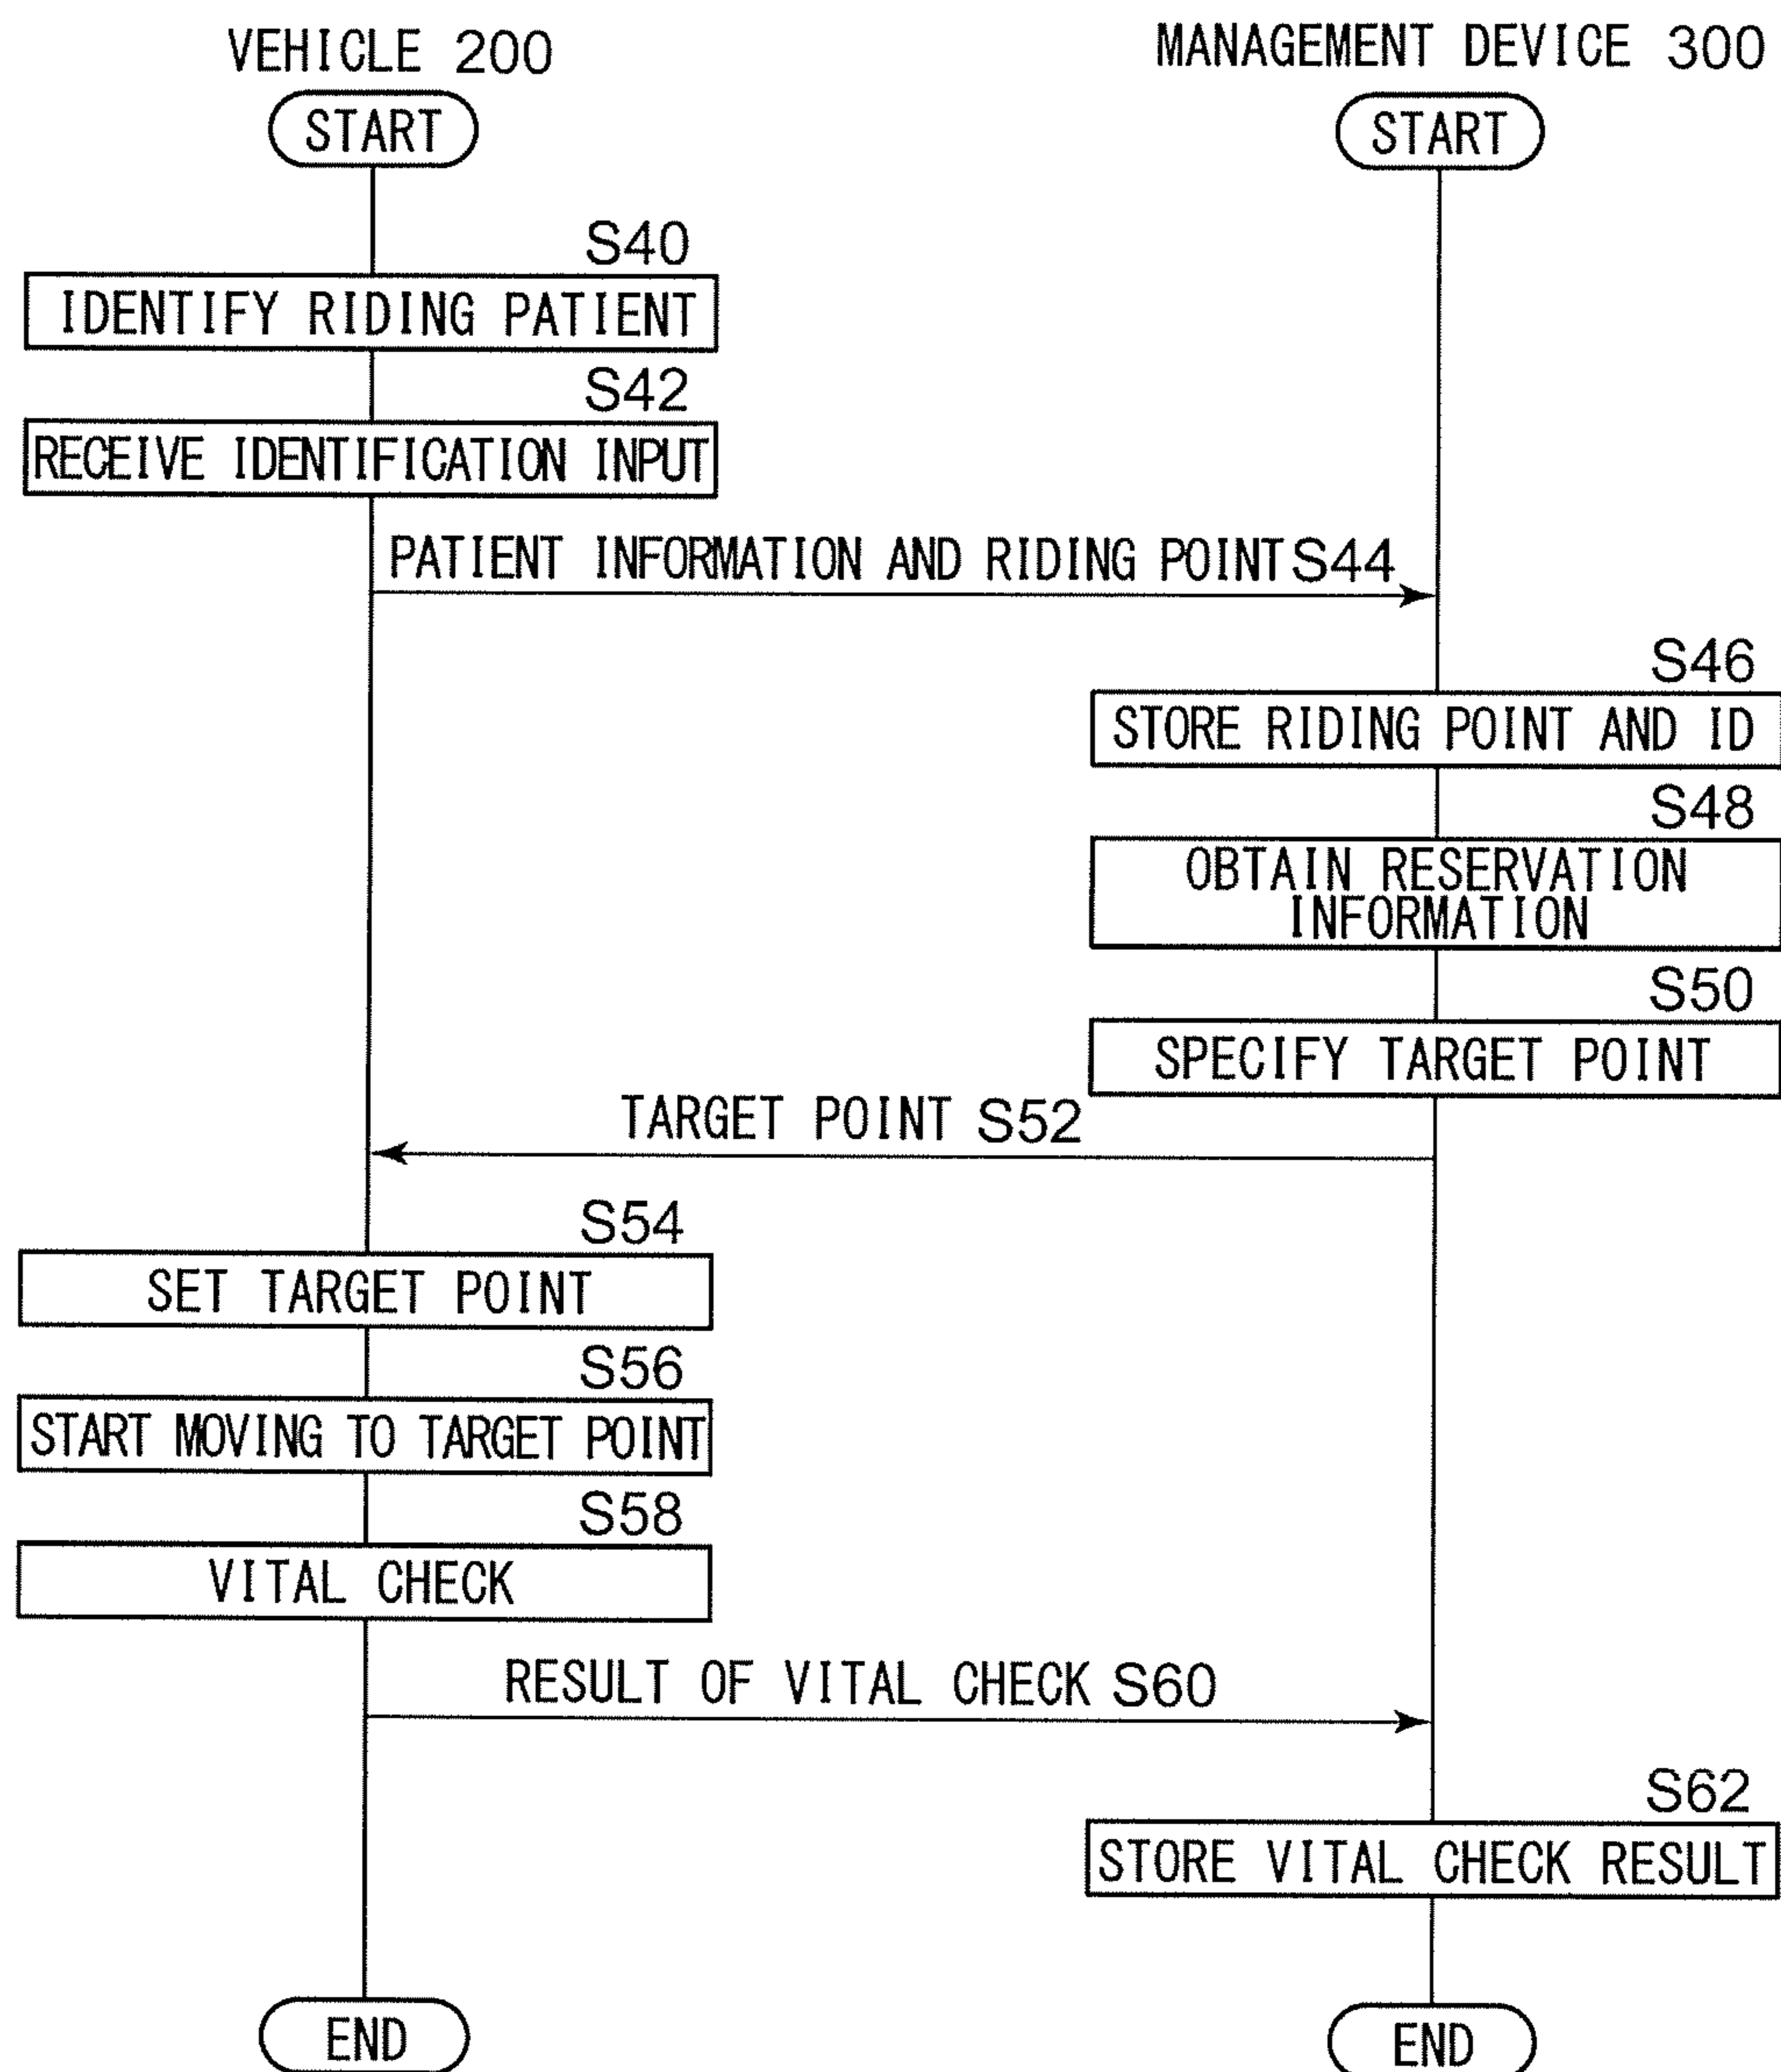 VEHICLE 200
MANAGEMENT DEVICE 300
START
START
S40
IDENTIFY RIDING PATIENT
S42
RECEIVE IDENTIFICATION INPUT
PATIENT INFORMATION AND RIDING POINT S44
S46
STORE RIDING POINT AND ID
S48
OBTAIN RESERVATION
INFORMATION
S50
SPECIFY TARGET POINT
TARGET POINT S52
S54
SET TARGET POINT
S56
START MOVING TO TARGET POINT
S58
VITAL CHECK
RESULT OF VITAL CHECK S60
S62
STORE VITAL CHECK RESULT
END
END